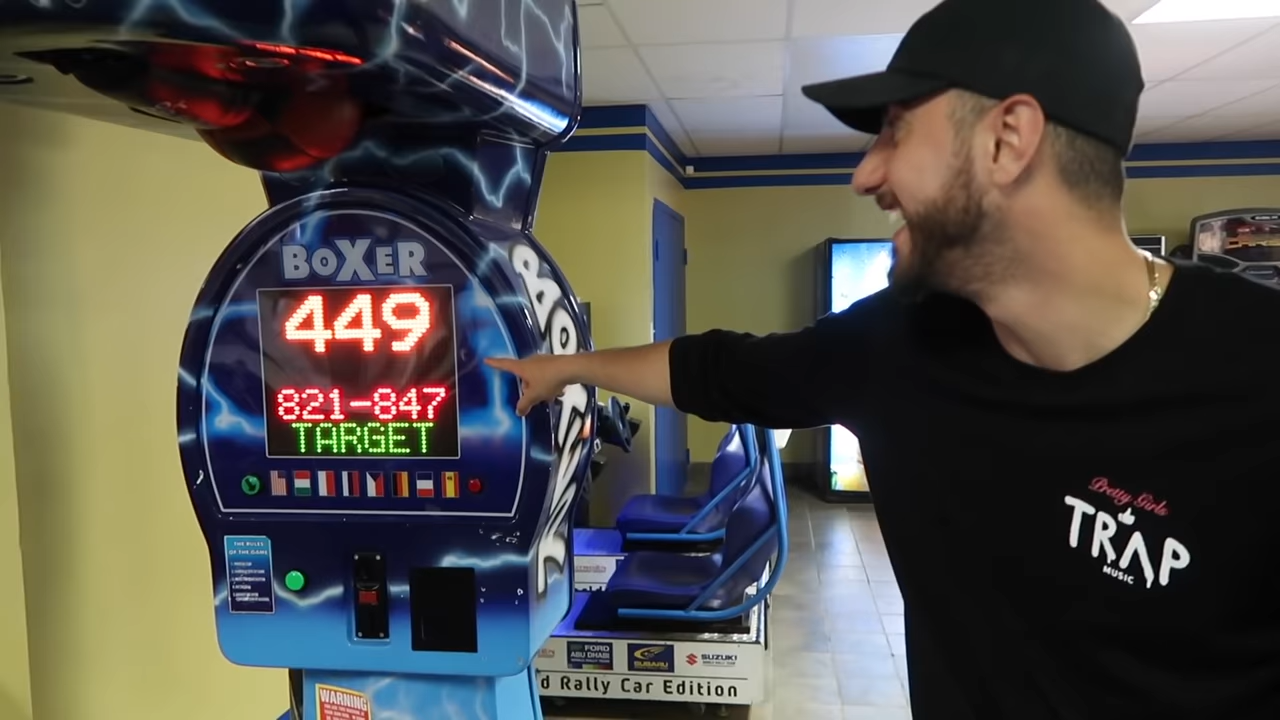 BOXER
449
821-847
TARGET
BOXING
THE RULES
OF THE GAME
WARNING
FORD
ABU DHABI
SUBARU
SUZUKI
d Rally Car Edition
Pretty Girls
TRAP
MUSIC